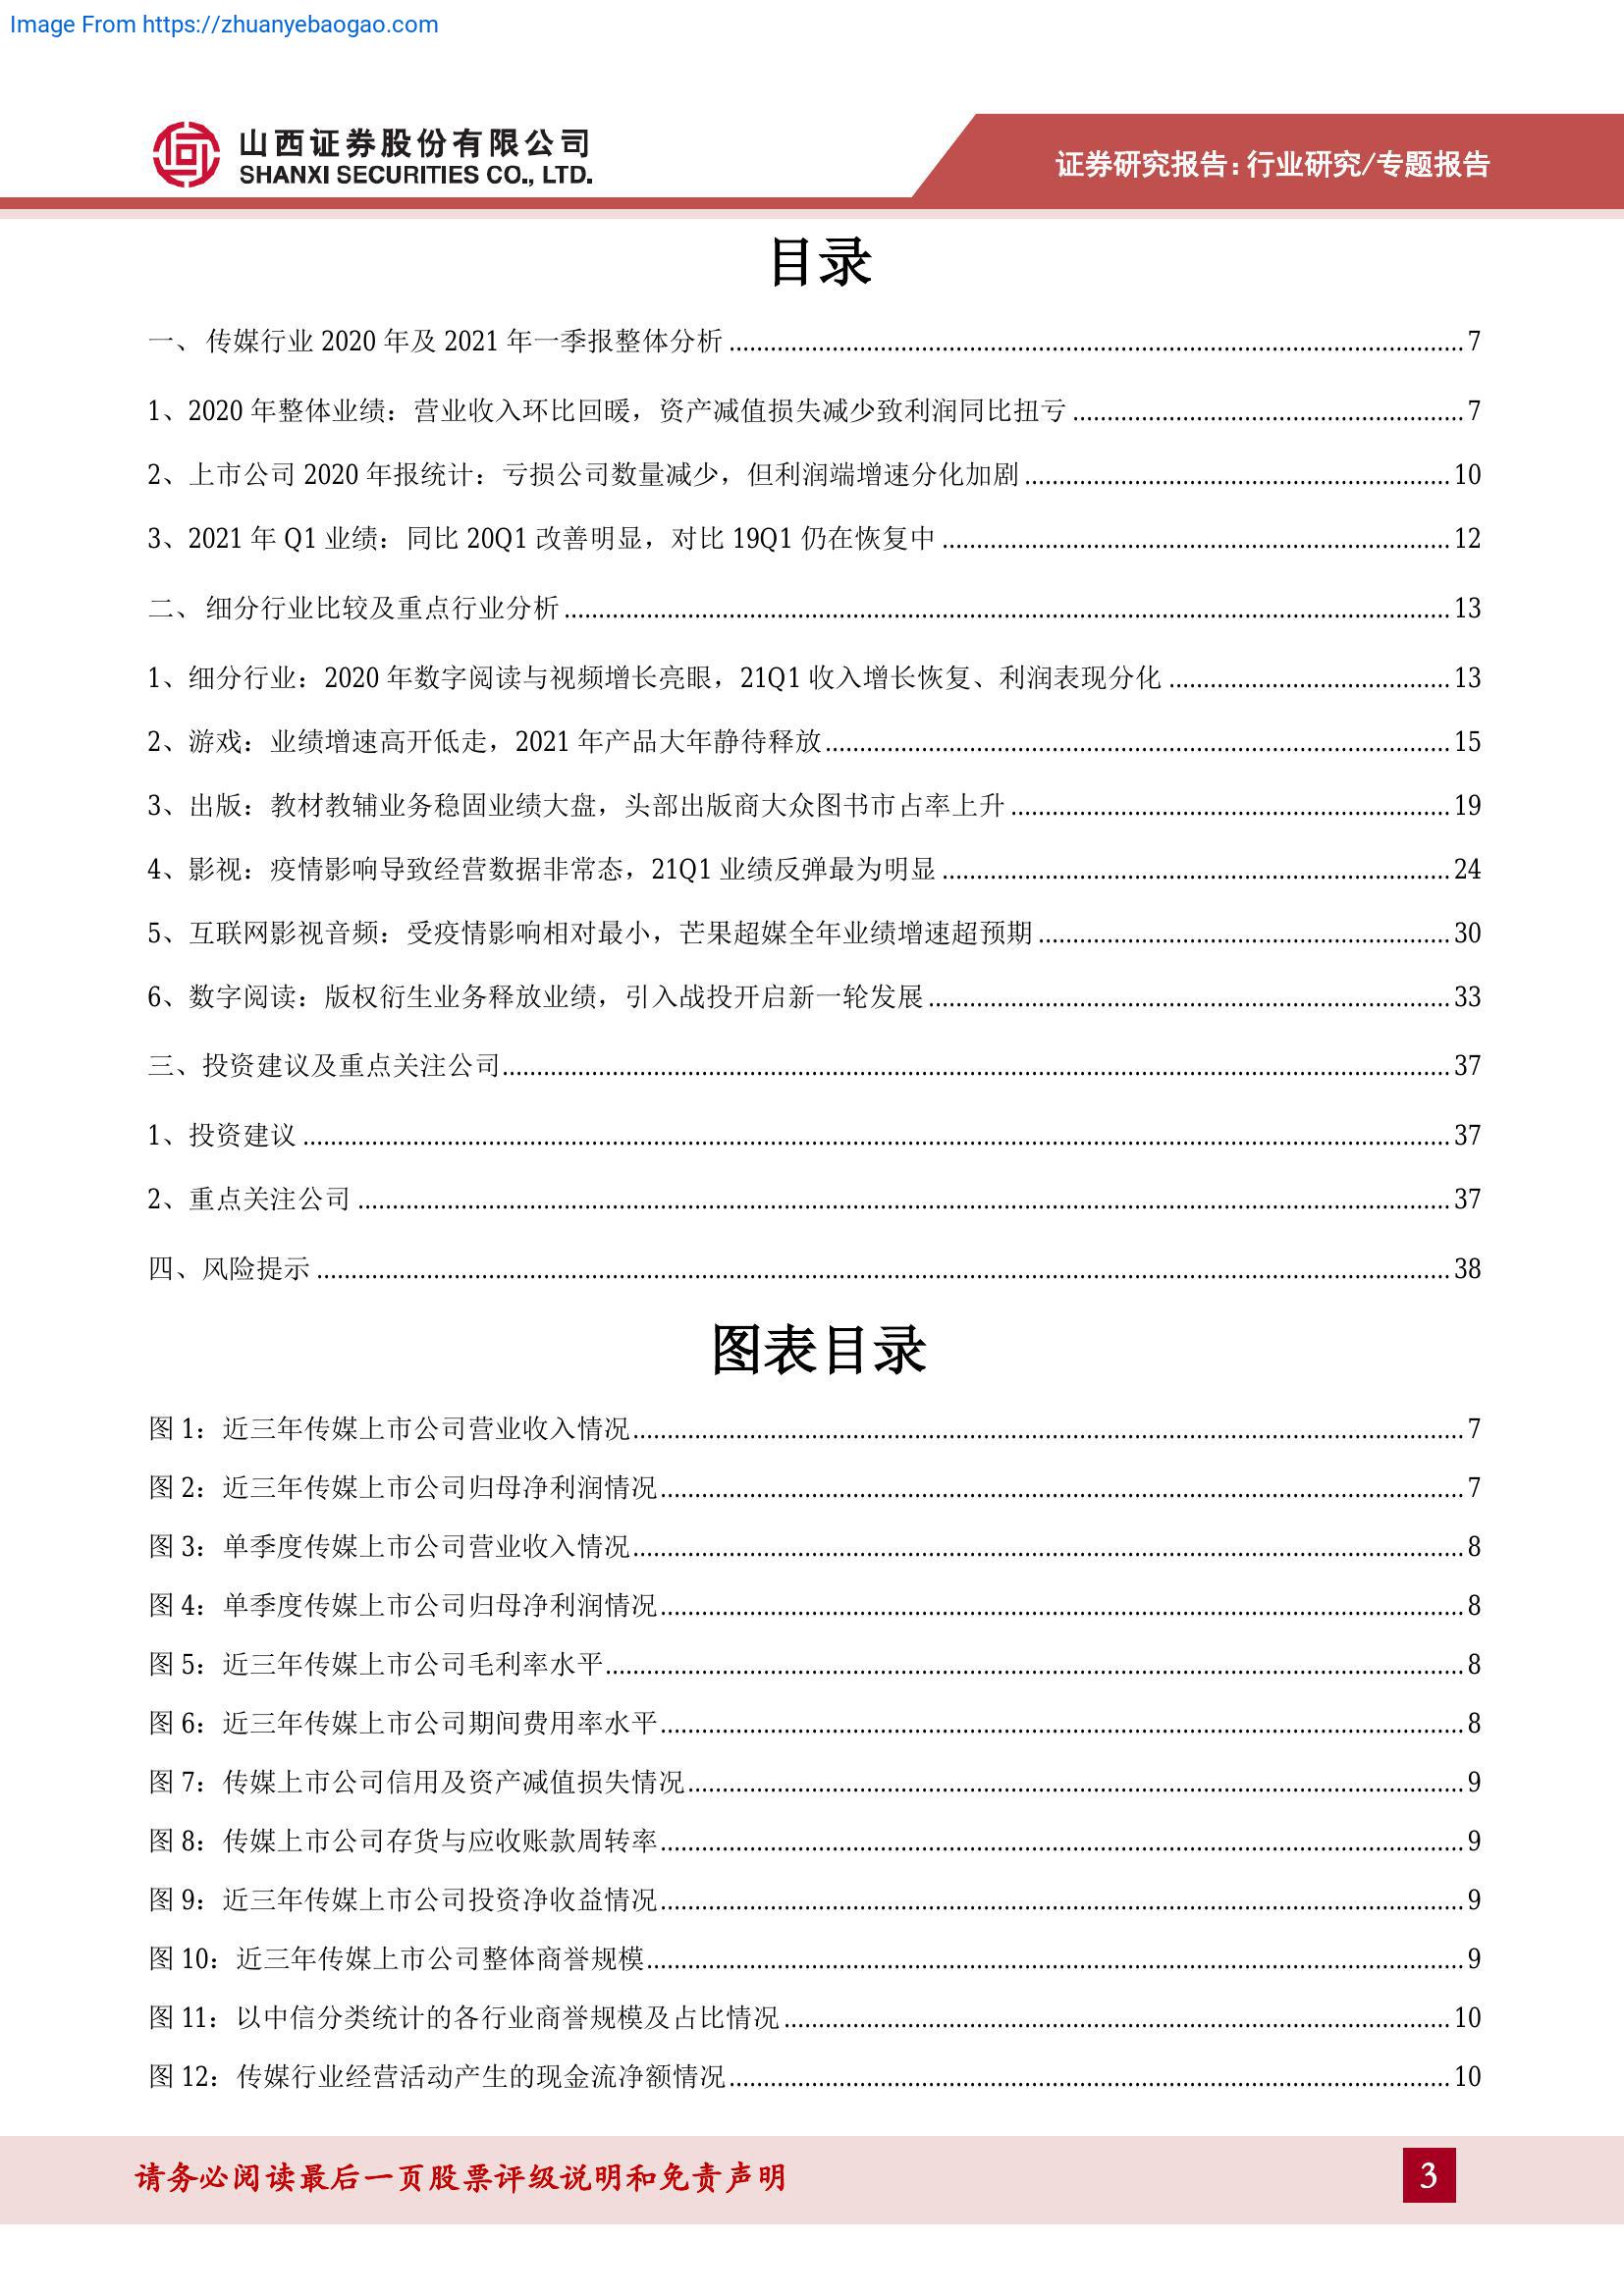 Image From https://zhuanyebaogao.com
山西证券股份有限公司
SHANXI SECURITIES CO., LTD.
证券研究报告:行业研究/专题报告
目录
一、 传媒行业 2020 年及 2021 年一季报整体分析 7
1、2020 年整体业绩：营业收入环比回暖，资产减值损失减少致利润同比扭亏 7
2、上市公司 2020 年报统计：亏损公司数量减少，但利润端增速分化加剧 10
3、2021 年 Q1 业绩：同比 20Q1 改善明显，对比 19Q1 仍在恢复中 12
二、 细分行业比较及重点行业分析 13
1、细分行业：2020 年数字阅读与视频增长亮眼，21Q1 收入增长恢复、利润表现分化 13
2、游戏：业绩增速高开低走，2021 年产品大年静待释放 15
3、出版：教材教辅业务稳固业绩大盘，头部出版商大众图书市占率上升 19
4、影视：疫情影响导致经营数据非常态，21Q1 业绩反弹最为明显 24
5、互联网影视音频：受疫情影响相对最小，芒果超媒全年业绩增速超预期 30
6、数字阅读：版权衍生业务释放业绩，引入战投开启新一轮发展 33
三、投资建议及重点关注公司 37
1、投资建议 37
2、重点关注公司 37
四、风险提示 38
图表目录
图 1：近三年传媒上市公司营业收入情况 7
图 2：近三年传媒上市公司归母净利润情况 7
图 3：单季度传媒上市公司营业收入情况 8
图 4：单季度传媒上市公司归母净利润情况 8
图 5：近三年传媒上市公司毛利率水平 8
图 6：近三年传媒上市公司期间费用率水平 8
图 7：传媒上市公司信用及资产减值损失情况 9
图 8：传媒上市公司存货与应收账款周转率 9
图 9：近三年传媒上市公司投资净收益情况 9
图 10：近三年传媒上市公司整体商誉规模 9
图 11：以中信分类统计的各行业商誉规模及占比情况 10
图 12：传媒行业经营活动产生的现金流净额情况 10
请务必阅读最后一页股票评级说明和免责声明
3